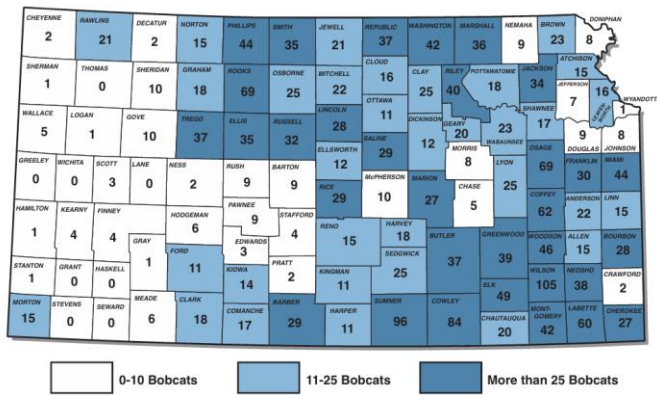 CHEYENNE
2
RAWLINS
21
DECATUR
2
NORTON
15
PHILLIPS
44
SMITH
35
JEWELL
21
REPUBLIC
37
WASHINGTON
42
MARSHALL
36
NEMAHA
9
BROWN
23
DONIPHAN
8
SHERMAN
1
THOMAS
0
SHERIDAN
10
GRAHAM
18
ROOKS
69
OSBORNE
25
MITCHELL
22
CLOUD
16
CLAY
25
RILEY
40
POTTAWATOMIE
18
JACKSON
34
ATCHISON
15
JEFFERSON
7
LEAVEN-
WORTH
16
WYANDOTT
1
WALLACE
5
LOGAN
1
GOVE
10
TREGO
37
ELLIS
35
RUSSELL
32
LINCOLN
28
OTTAWA
11
SALINE
29
DICKINSON
12
GEARY
20
WABAUNSEE
23
SHAWNEE
17
DOUGLAS
9
JOHNSON
8
GREELEY
0
WICHITA
0
SCOTT
3
LANE
0
NESS
2
RUSH
9
BARTON
9
ELLSWORTH
12
RICE
29
McPHERSON
10
MARION
27
MORRIS
8
CHASE
5
LYON
25
OSAGE
69
FRANKLIN
30
MIAMI
44
HAMILTON
1
KEARNY
4
FINNEY
4
HODGEMAN
6
PAWNEE
9
STAFFORD
4
RENO
15
HARVEY
18
BUTLER
37
GREENWOOD
39
COFFEY
62
ANDERSON
22
LINN
15
GRAY
1
FORD
11
EDWARDS
3
KIOWA
14
PRATT
2
KINGMAN
11
SEDGWICK
25
WOODSON
46
ALLEN
15
BOURBON
28
STANTON
1
GRANT
0
HASKELL
0
ELK
49
WILSON
105
NEOSHO
38
CRAWFORD
2
MORTON
15
STEVENS
0
SEWARD
0
MEADE
6
CLARK
18
COMANCHE
17
BARBER
29
HARPER
11
SUMNER
96
COWLEY
84
CHAUTAUQUA
20
MONT-
GOMERY
42
LABETTE
60
CHEROKEE
27
0-10 Bobcats
11-25 Bobcats
More than 25 Bobcats